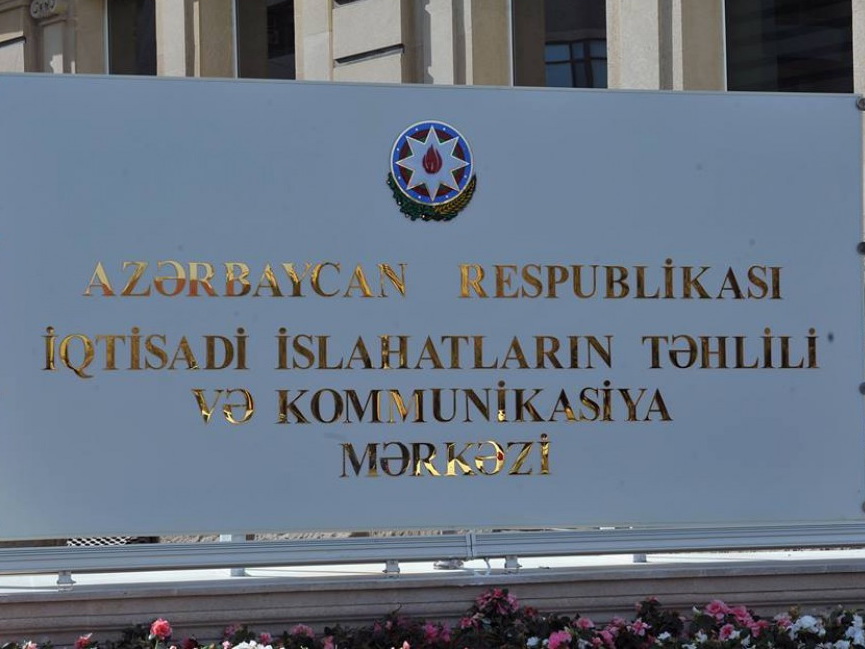 AZƏRBAYCAN RESPUBLİKASI
İQTİSADİ İSLAHATLARIN TƏHLİLİ
VƏ KOMMUNİKASİYA
MƏRKƏZİ